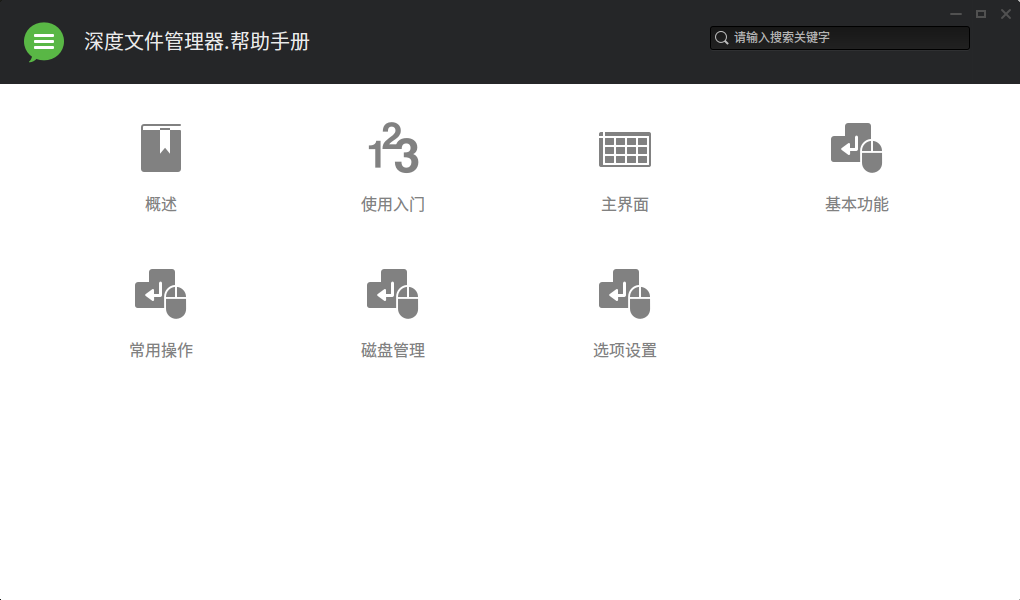 深度文件管理器.帮助手册
请输入搜索关键字
123
概述
使用入门
主界面
基本功能
常用操作
磁盘管理
选项设置